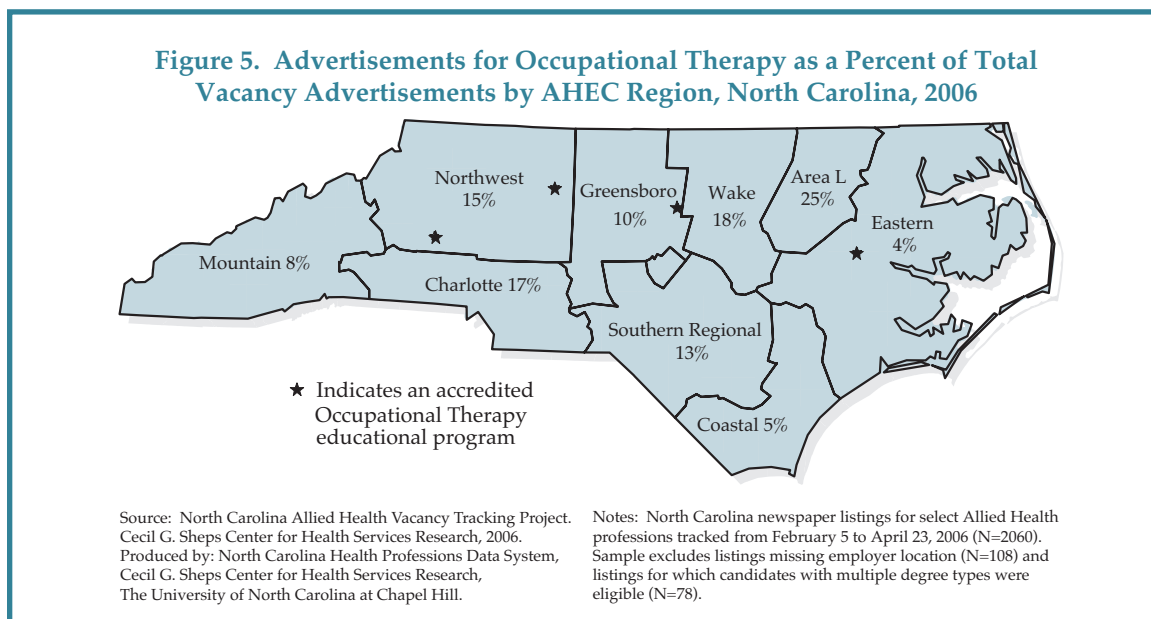 Figure 5.  Advertisements for Occupational Therapy as a Percent of Total
Vacancy Advertisements by AHEC Region, North Carolina, 2006
Northwest
15%
Greensboro
10%
Wake
18%
Area L
25%
Eastern
4%
Mountain 8%
Charlotte 17%
Southern Regional
13%
Coastal 5%
★ Indicates an accredited
Occupational Therapy
educational program
Source:  North Carolina Allied Health Vacancy Tracking Project.
Cecil G. Sheps Center for Health Services Research, 2006.
Produced by: North Carolina Health Professions Data System,
Cecil G. Sheps Center for Health Services Research,
The University of North Carolina at Chapel Hill.
Notes:  North Carolina newspaper listings for select Allied Health
professions tracked from February 5 to April 23, 2006 (N=2060).
Sample excludes listings missing employer location (N=108) and
listings for which candidates with multiple degree types were
eligible (N=78).